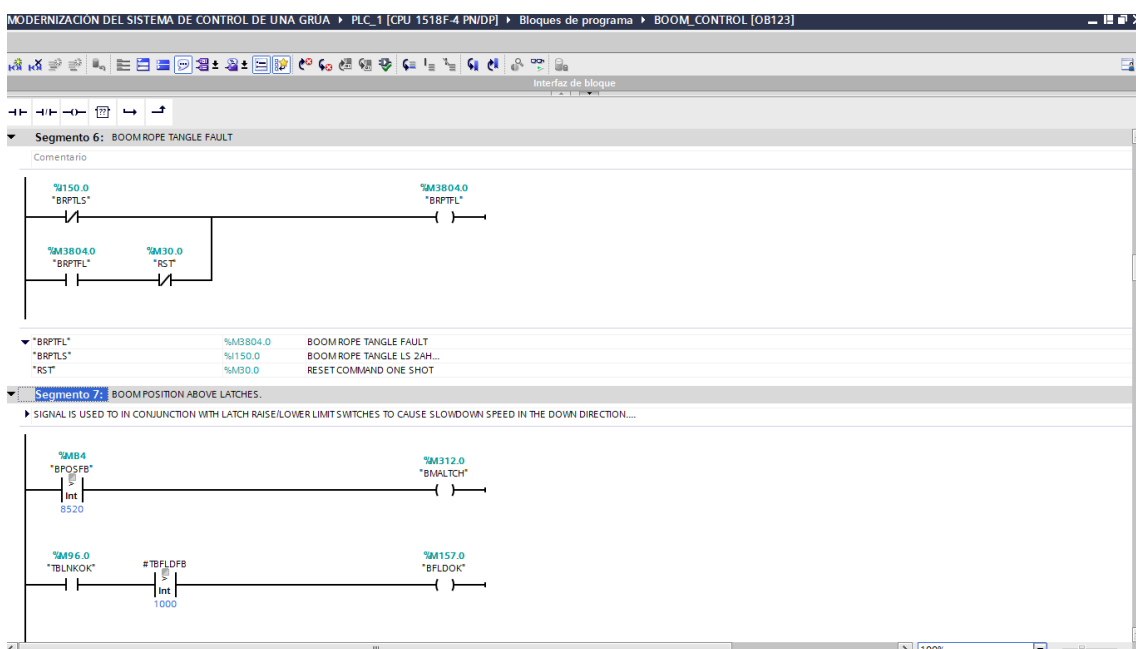 MODERNIZACIÓN DEL SISTEMA DE CONTROL DE UNA GRÚA ▸ PLC_1 [CPU 1518F-4 PN/DP] ▸ Bloques de programa ▸ BOOM_CONTROL [OB123]
Interfaz de bloque
??
Segmento 6: BOOM ROPE TANGLE FAULT
Comentario
%I150.0
"BRPTLS"
%M3804.0
"BRPTFL"
%M3804.0
"BRPTFL"
%M30.0
"RST"
"BRPTFL" %M3804.0 BOOM ROPE TANGLE FAULT
"BRPTLS" %I150.0 BOOM ROPE TANGLE LS 2AH...
"RST" %M30.0 RESET COMMAND ONE SHOT
Segmento 7: BOOM POSITION ABOVE LATCHES.
SIGNAL IS USED TO IN CONJUNCTION WITH LATCH RAISE/LOWER LIMIT SWITCHES TO CAUSE SLOWDOWN SPEED IN THE DOWN DIRECTION....
%MB4
"BPOSFB"
>
Int
8520
%M312.0
"BMALTCH"
%M96.0
"TBLNKOK"
#TBFLDFB
>
Int
1000
%M157.0
"BFLDOK"
100%